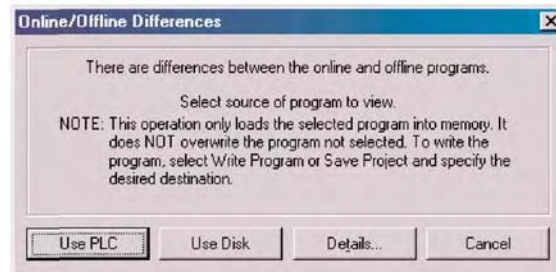 Online/Offline Differences
There are differences between the online and offline programs.
Select source of program to view.
NOTE: This operation only loads the selected program into memory. It
does NOT overwrite the program not selected. To write the
program, select Write Program or Save Project and specify the
desired destination.
Use PLC Use Disk Details... Cancel